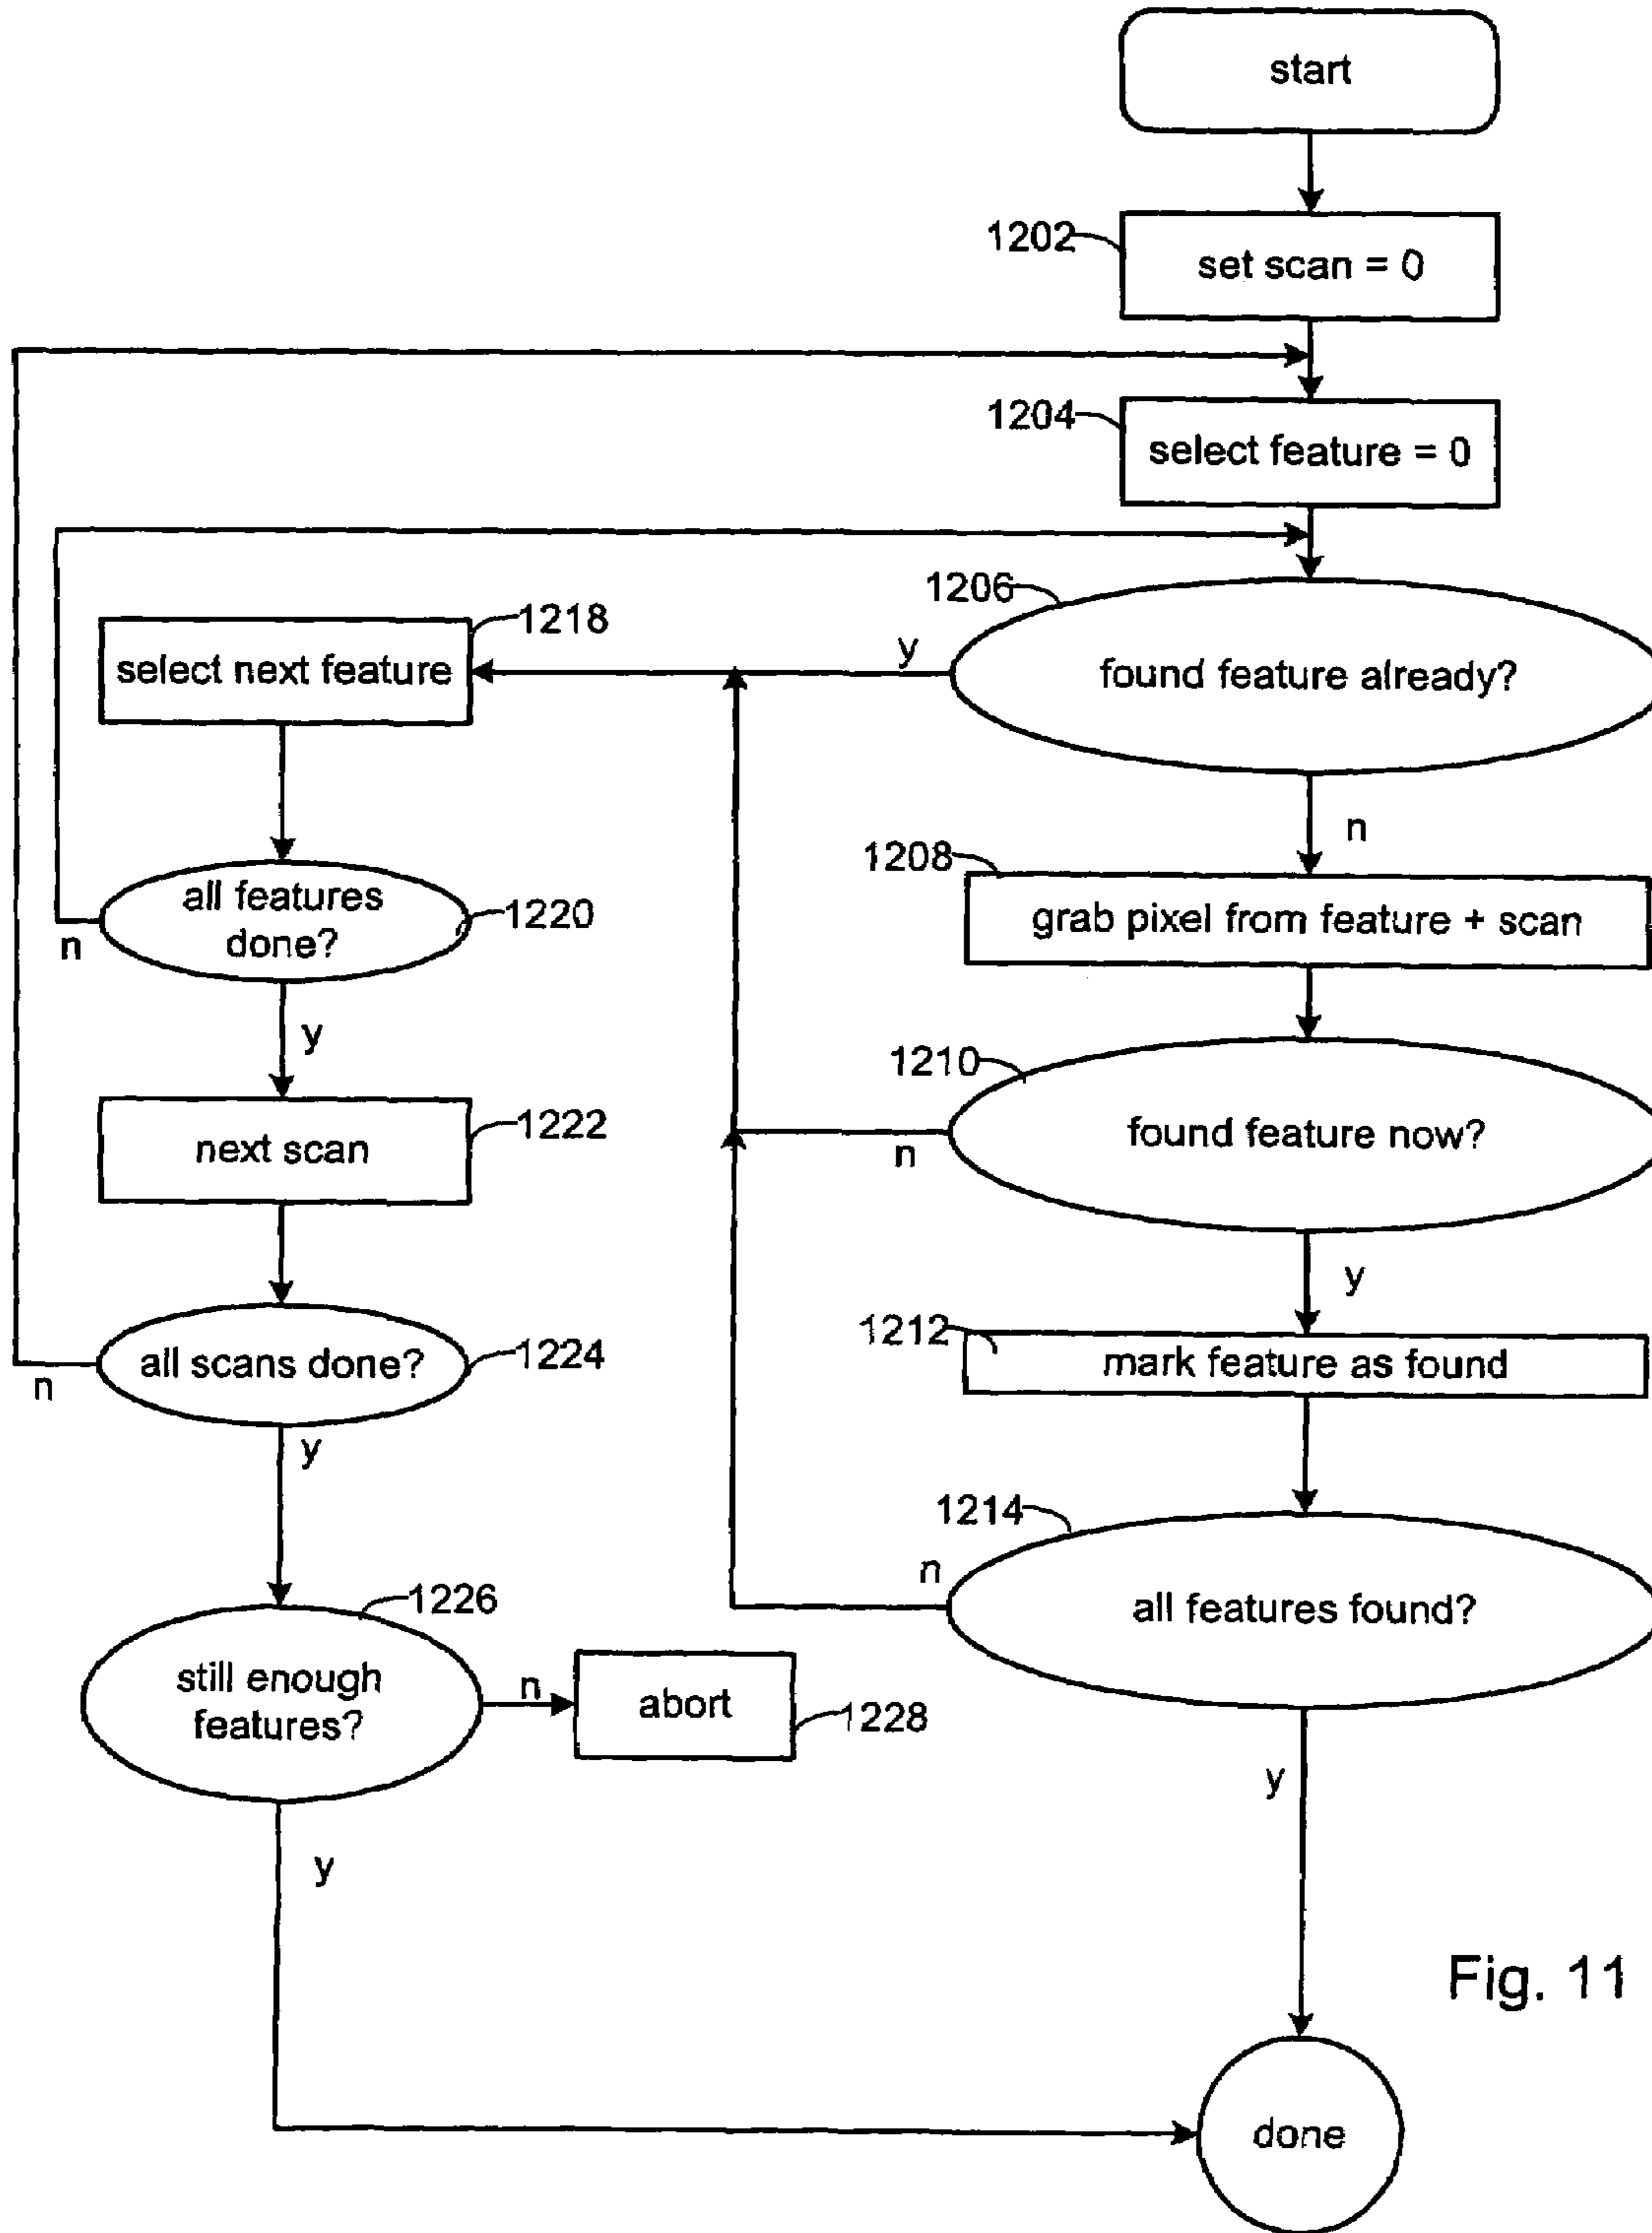 start
1202
set scan = 0
1204
select feature = 0
1206
found feature already?
y
n
1218
select next feature
1208
grab pixel from feature + scan
all features
done?
1220
n
y
1210
found feature now?
n
y
1222
next scan
1212
mark feature as found
all scans done?
1224
n
y
1214
all features found?
n
y
1226
still enough
features?
n
abort
1228
y
Fig. 11
done